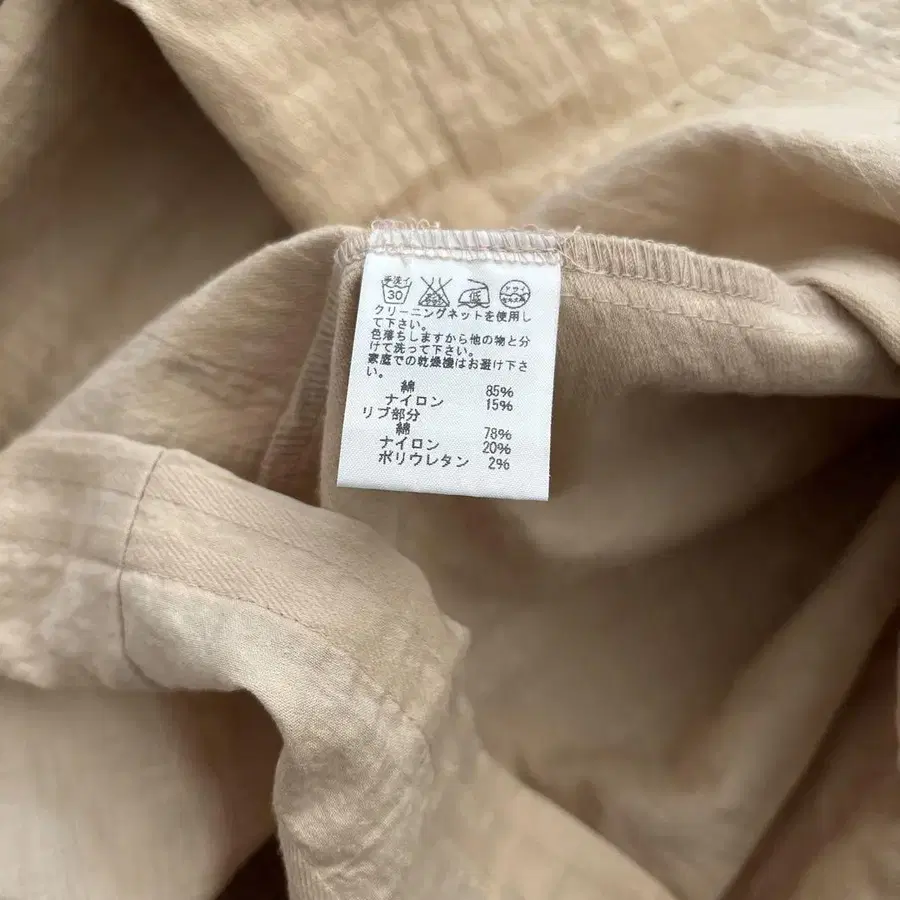 手洗イ
30
低
クリーニングネットを使用し
て下さい。
色落ちしますから他の物と分
けて洗って下さい。
家庭での乾燥機はお避け下さ
い。
綿 85%
ナイロン 15%
リブ部分
綿 78%
ナイロン 20%
ポリウレタン 2%